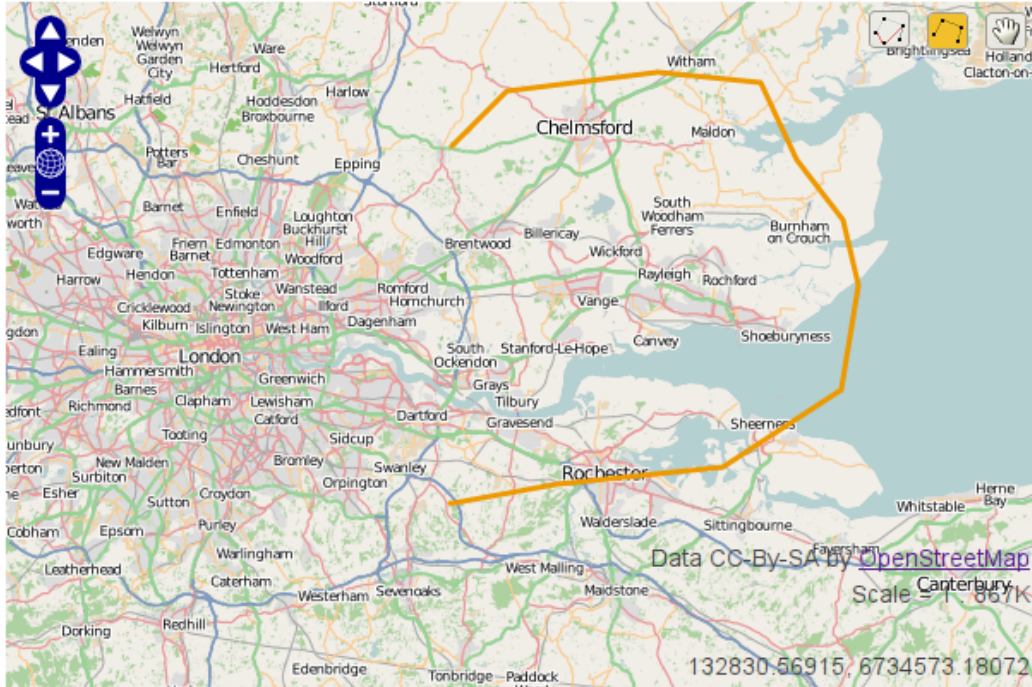 Welwyn
Ware
Welwyn
Garden
City
Hertford
Hatfield
Harlow
Hoddesdon
Broxbourne
St Albans
Witham
Brightlingsea
Holland
Clacton-on-
Chelmsford
Maldon
Potters
Bar
Cheshunt
Epping
Barnet
Enfield
Loughton
Buckhurst
Hill
Woodford
South
Woodham
Ferrers
Burnham
on Crouch
Brentwood
Billericay
Wickford
Edgware
Friern
Barnet
Edmonton
Harrow
Hendon
Tottenham
Wanstead
Romford
Hornchurch
Rayleigh
Rochford
Stoke
Newington
Ilford
Cricklewood
Vange
Kilburn
Islington
West Ham
Dagenham
Shoeburyness
Canvey
Ealing
London
South
Ockendon
Stanford-Le-Hope
Hammersmith
Barnes
Greenwich
Grays
Tilbury
Richmond
Clapham
Lewisham
Catford
Dartford
Gravesend
Sheerness
Tooting
Sidcup
New Malden
Surbiton
Bromley
Swanley
Orpington
Rochester
Esher
Sutton
Croydon
Herne
Bay
Whitstable
Cobham
Epsom
Purley
Walderslade
Sittingbourne
Warlingham
Faversham
Leatherhead
Caterham
West Malling
Data CC-By-SA by OpenStreetMap
Westerham
Sevenoaks
Maidstone
Canterbury
Scale = 1 : 867K
Redhill
Dorking
Edenbridge
Tonbridge
Paddock
132830.56915, 6734573.18072